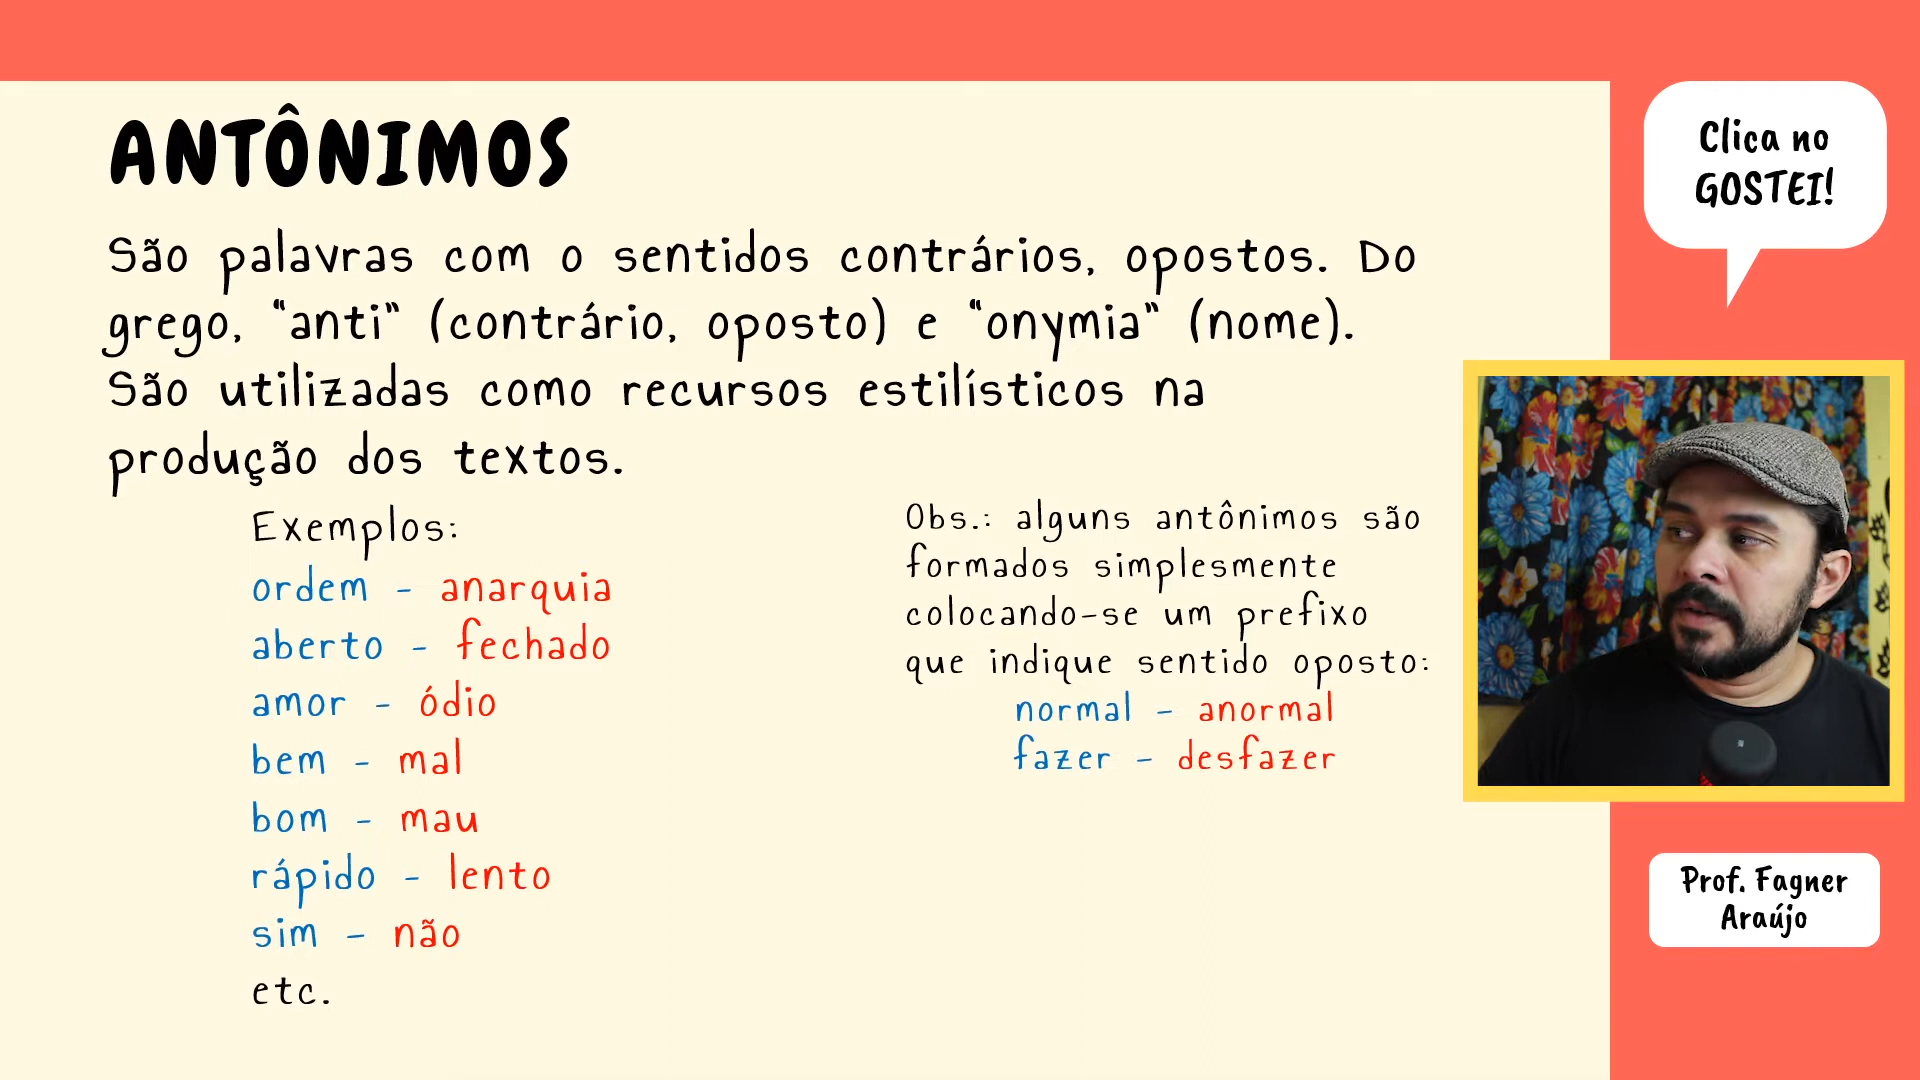 ANTÔNIMOS
São palavras com o sentidos contrários, opostos. Do
grego, "anti" (contrário, oposto) e "onymia" (nome).
São utilizadas como recursos estilísticos na
produção dos textos.
Exemplos:
ordem - anarquia
aberto - fechado
amor - ódio
bem - mal
bom - mau
rápido - lento
sim - não
etc.
Obs.: alguns antônimos são
formados simplesmente
colocando-se um prefixo
que indique sentido oposto:
normal - anormal
fazer - desfazer
Clica no
GOSTEI!
Prof. Fagner
Araújo